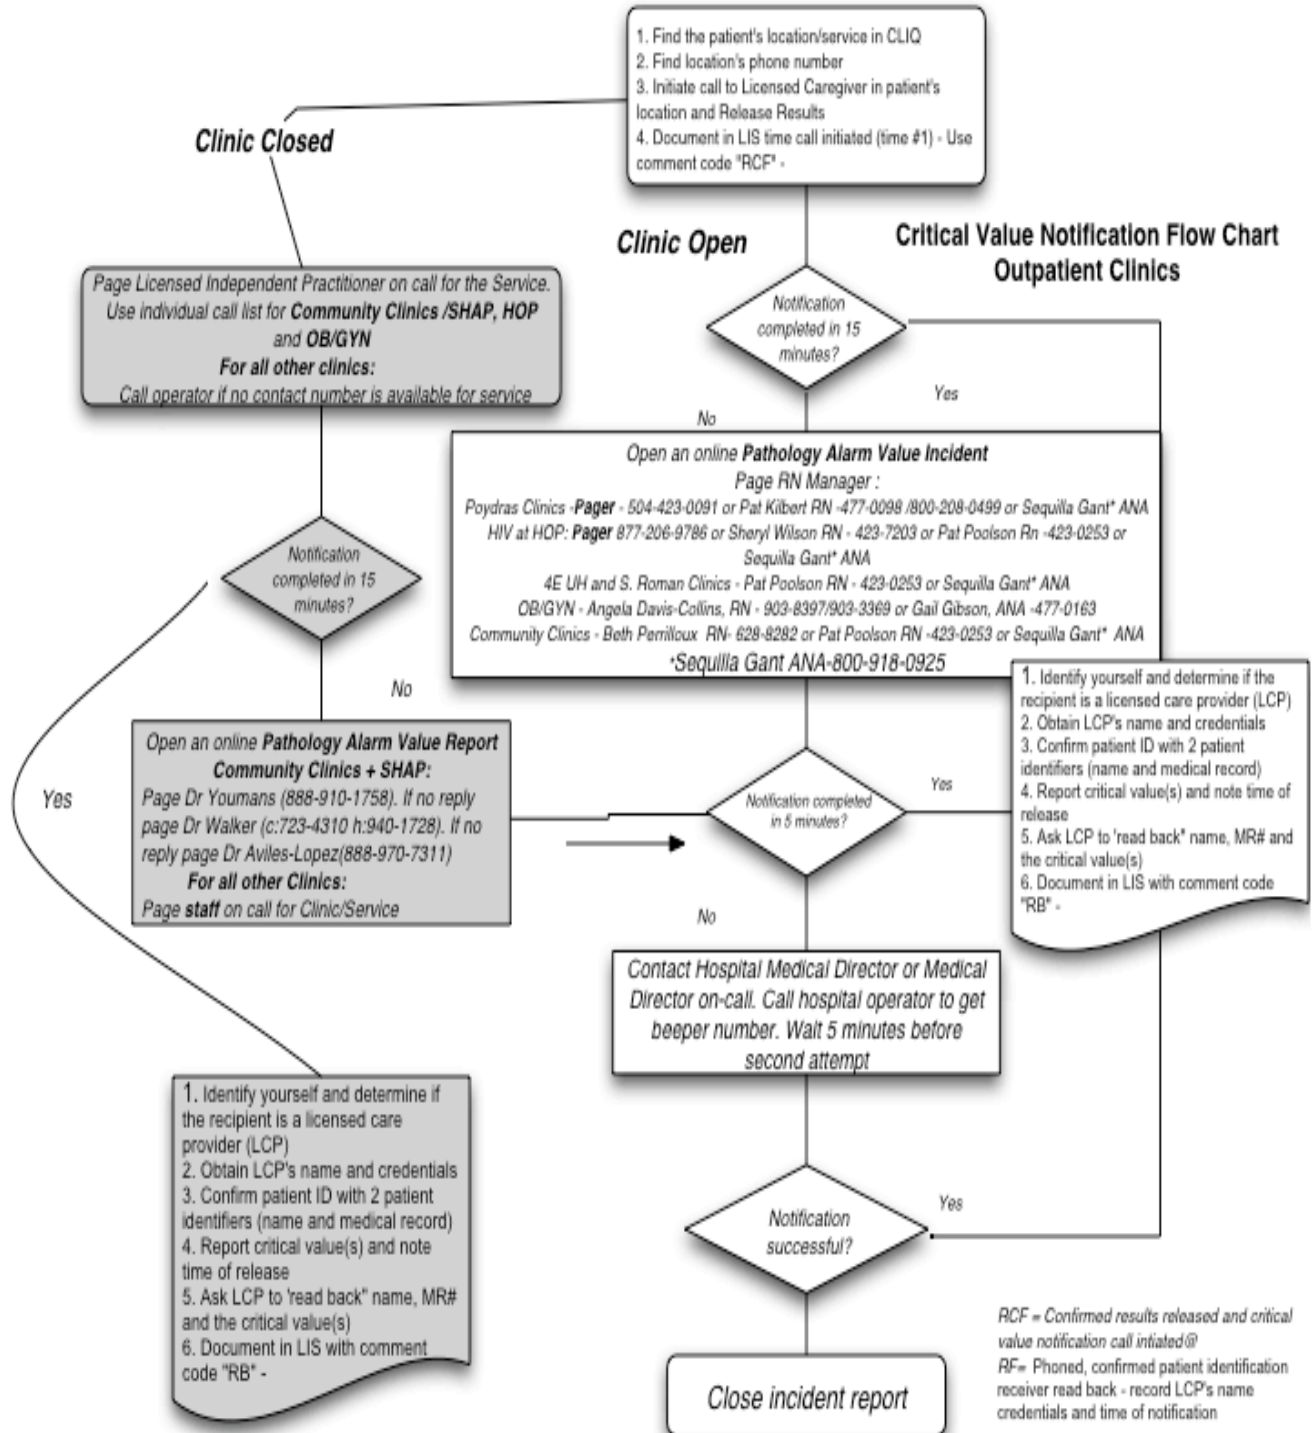 1. Find the patient's location/service in CLIQ
2. Find location's phone number
3. Initiate call to Licensed Caregiver in patient's
location and Release Results
4. Document in LIS time call initiated (time #1) - Use
comment code "RCF" -
Clinic Closed
Clinic Open
Critical Value Notification Flow Chart
Outpatient Clinics
Page Licensed Independent Practitioner on call for the Service.
Use individual call list for Community Clinics /SHAP, HOP
and OB/GYN
For all other clinics:
Call operator if no contact number is available for service
Notification
completed in 15
minutes?
Yes
No
Open an online Pathology Alarm Value Incident
Page RN Manager :
Poydras Clinics -Pager - 504-423-0091 or Pat Kilbert RN -477-0098 /800-208-0499 or Sequilla Gant* ANA
HIV at HOP: Pager 877-206-9786 or Sheryl Wilson RN - 423-7203 or Pat Poolson Rn -423-0253 or
Sequilla Gant* ANA
4E UH and S. Roman Clinics - Pat Poolson RN - 423-0253 or Sequilla Gant* ANA
OB/GYN - Angela Davis-Collins, RN - 903-8397/903-3369 or Gail Gibson, ANA -477-0163
Community Clinics - Beth Perrilloux RN- 628-8282 or Pat Poolson RN -423-0253 or Sequilla Gant* ANA
*Sequilla Gant ANA-800-918-0925
Notification
completed in 15
minutes?
No
Yes
Open an online Pathology Alarm Value Report
Community Clinics + SHAP:
Page Dr Youmans (888-910-1758). If no reply
page Dr Walker (c:723-4310 h:940-1728). If no
reply page Dr Aviles-Lopez(888-970-7311)
For all other Clinics:
Page staff on call for Clinic/Service
Notification completed
in 5 minutes?
Yes
No
1. Identify yourself and determine if the
recipient is a licensed care provider (LCP)
2. Obtain LCP's name and credentials
3. Confirm patient ID with 2 patient
identifiers (name and medical record)
4. Report critical value(s) and note time of
release
5. Ask LCP to 'read back" name, MR# and
the critical value(s)
6. Document in LIS with comment code
"RB" -
Contact Hospital Medical Director or Medical
Director on-call. Call hospital operator to get
beeper number. Wait 5 minutes before
second attempt
1. Identify yourself and determine if
the recipient is a licensed care
provider (LCP)
2. Obtain LCP's name and credentials
3. Confirm patient ID with 2 patient
identifiers (name and medical record)
4. Report critical value(s) and note
time of release
5. Ask LCP to 'read back" name, MR#
and the critical value(s)
6. Document in LIS with comment
code "RB" -
Notification
successful?
Yes
Close incident report
RCF = Confirmed results released and critical
value notification call intiated@
RF= Phoned, confirmed patient identification
receiver read back - record LCP's name
credentials and time of notification